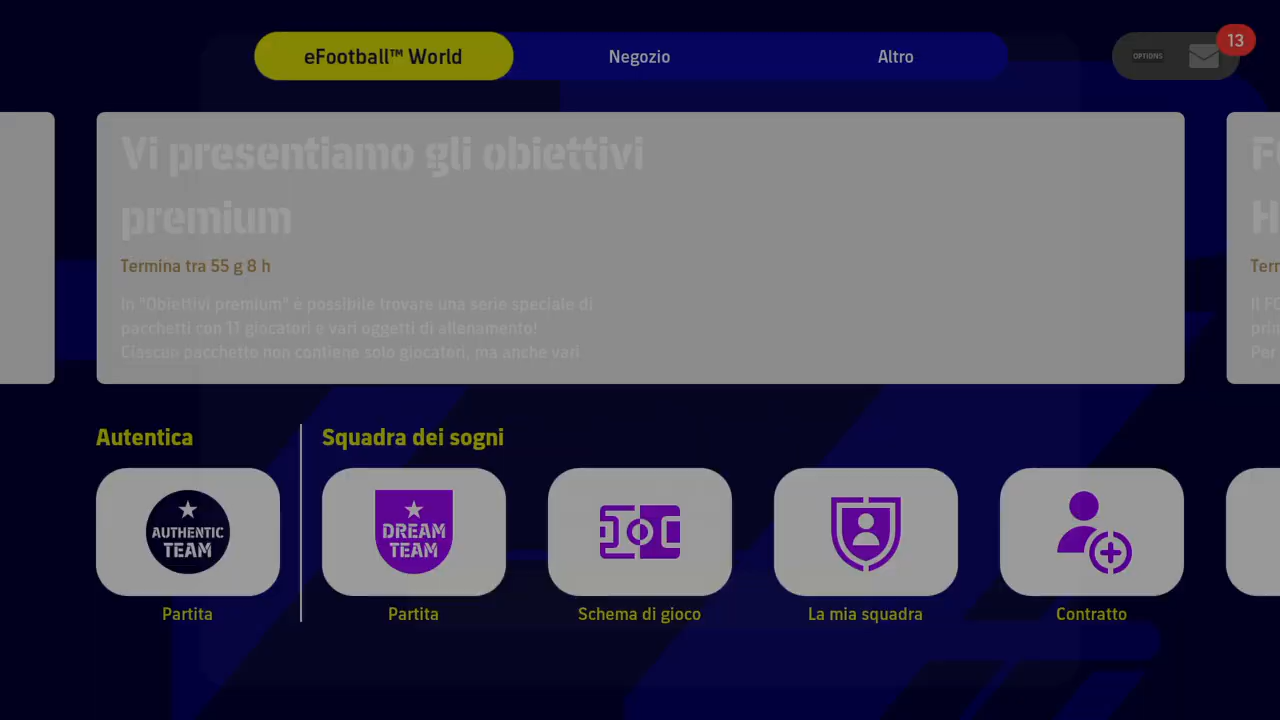 eFootball™ World
Negozio
Altro
OPTIONS
13
Vi presentiamo gli obiettivi
premium
Termina tra 55 g 8 h
In "Obiettivi premium" è possibile trovare una serie speciale di
pacchetti con 11 giocatori e vari oggetti di allenamento!
Ciascun pacchetto non contiene solo giocatori, ma anche vari
Autentica
Squadra dei sogni
AUTHENTIC
TEAM
DREAM
TEAM
Partita
Partita
Schema di gioco
La mia squadra
Contratto